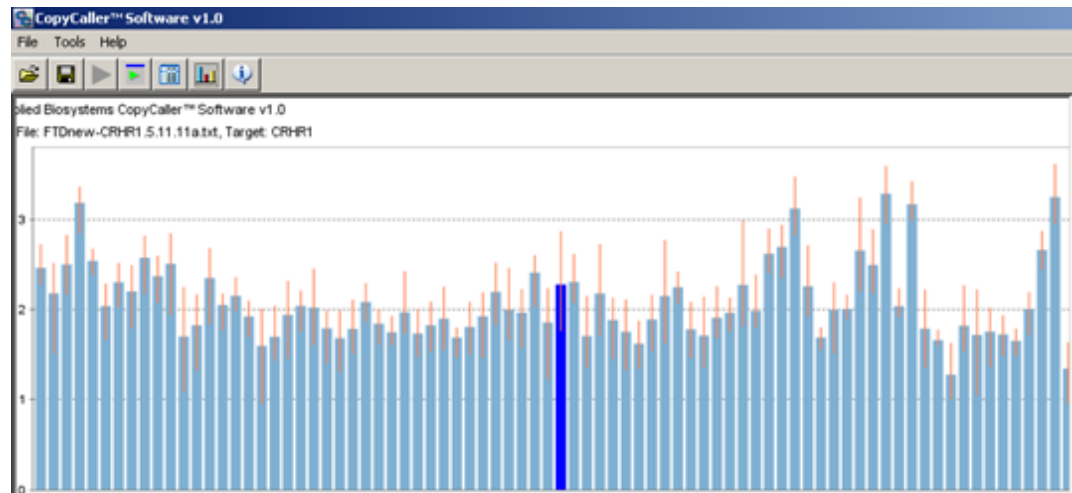 CopyCaller™ Software v1.0
File Tools Help
plied Biosystems CopyCaller™ Software v1.0
File: FTDnew-CRHR1.5.11.11a.txt, Target: CRHR1
3
2
1
0